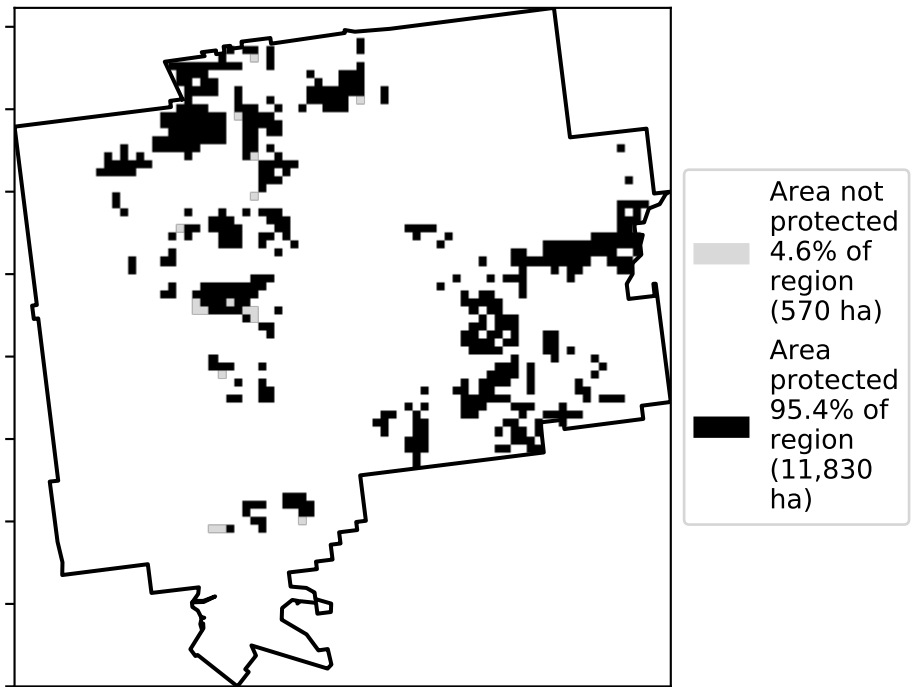 Area not
protected
4.6% of
region
(570 ha)
Area
protected
95.4% of
region
(11,830
ha)